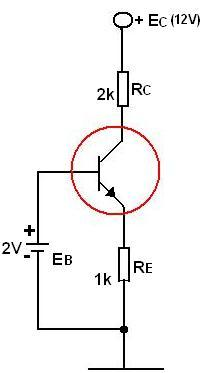 + EC (12V)
2k RC
+
2V EB
-
1k RE